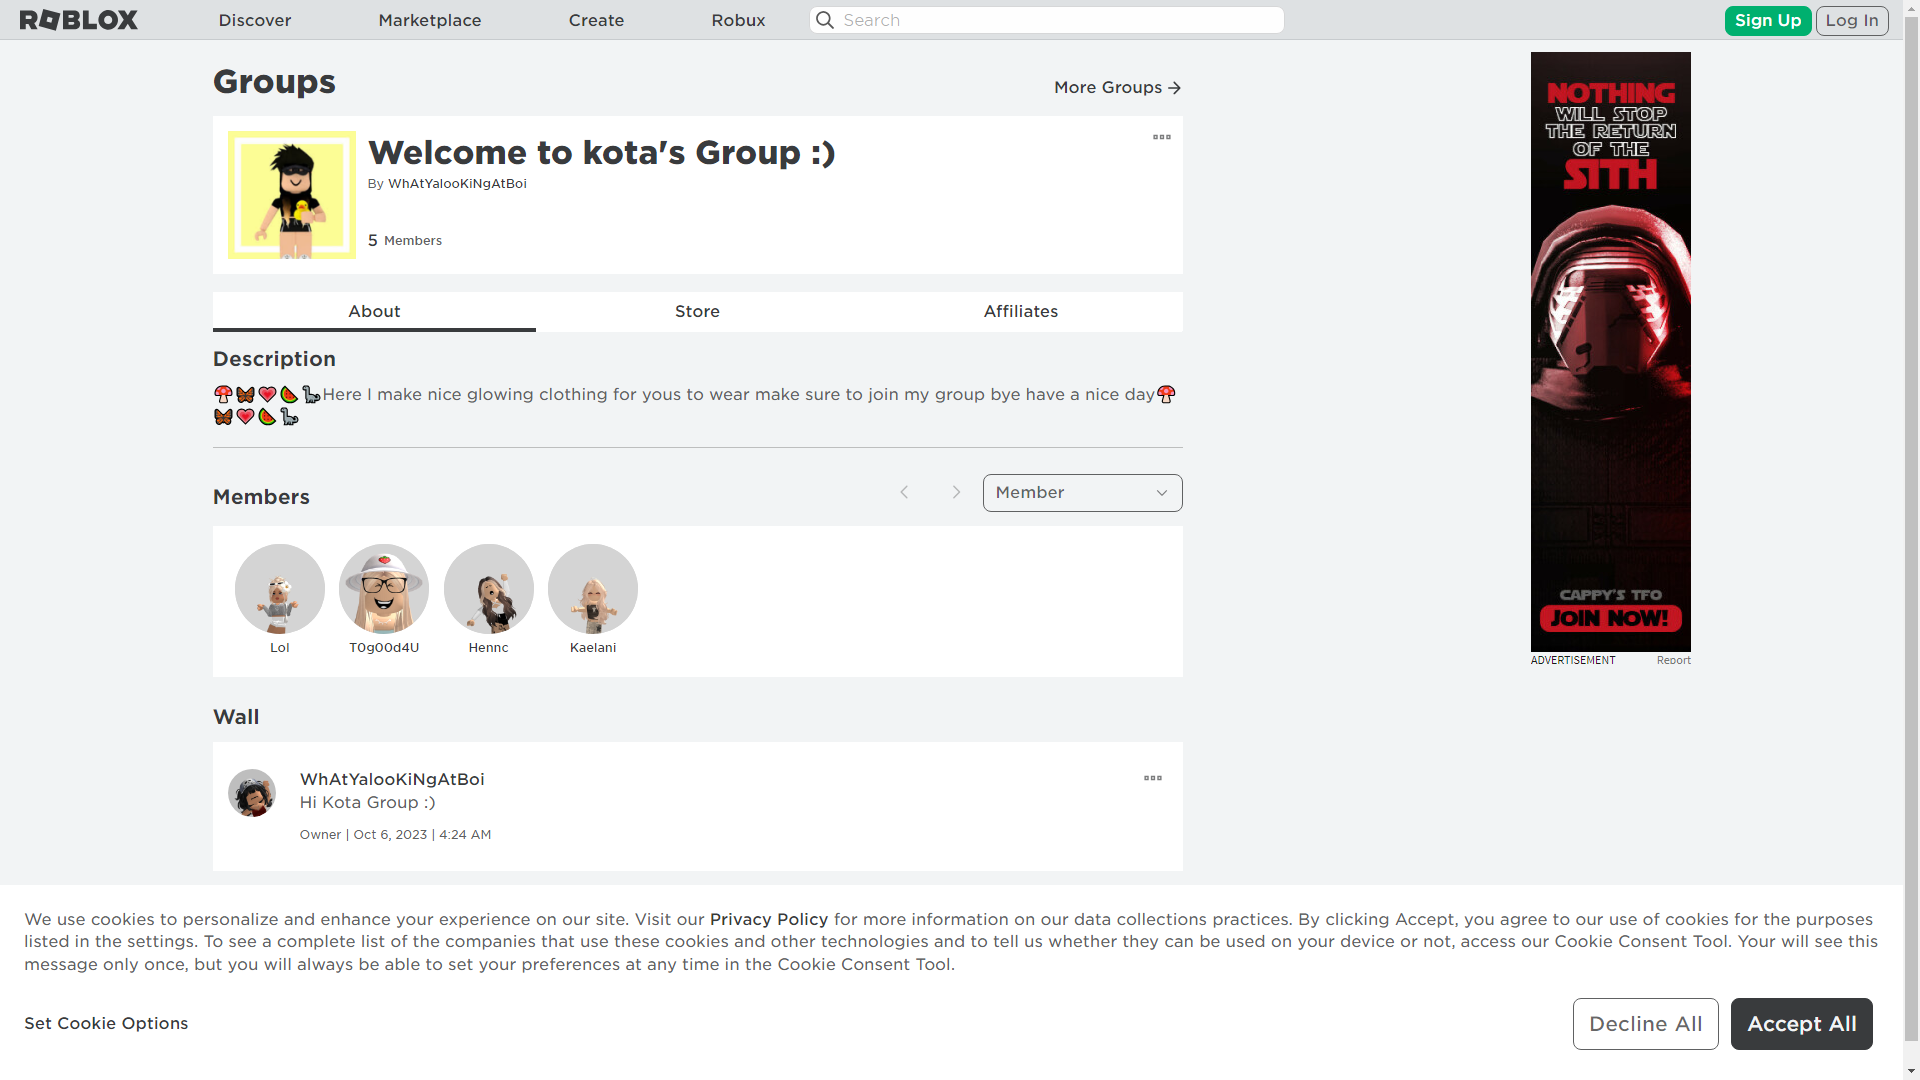 ROBLOX Discover Marketplace Create Robux Search Sign Up Log In
Groups
More Groups
Welcome to kota's Group :)
By WhAtYalooKiNgAtBoi
5 Members
About Store Affiliates
Description
🍄🦋💗🍉🦕Here I make nice glowing clothing for yous to wear make sure to join my group bye have a nice day🍄
🦋💗🍉🦕
Members
Member
Lol T0g00d4U Hennc Kaelani
Wall
WhAtYalooKiNgAtBoi
Hi Kota Group :)
Owner | Oct 6, 2023 | 4:24 AM
NOTHING
WILL STOP
THE RETURN
OF THE
SITH
CAPPY'S TFO
JOIN NOW!
ADVERTISEMENT Report
We use cookies to personalize and enhance your experience on our site. Visit our Privacy Policy for more information on our data collections practices. By clicking Accept, you agree to our use of cookies for the purposes
listed in the settings. To see a complete list of the companies that use these cookies and other technologies and to tell us whether they can be used on your device or not, access our Cookie Consent Tool. Your will see this
message only once, but you will always be able to set your preferences at any time in the Cookie Consent Tool.
Set Cookie Options
Decline All
Accept All